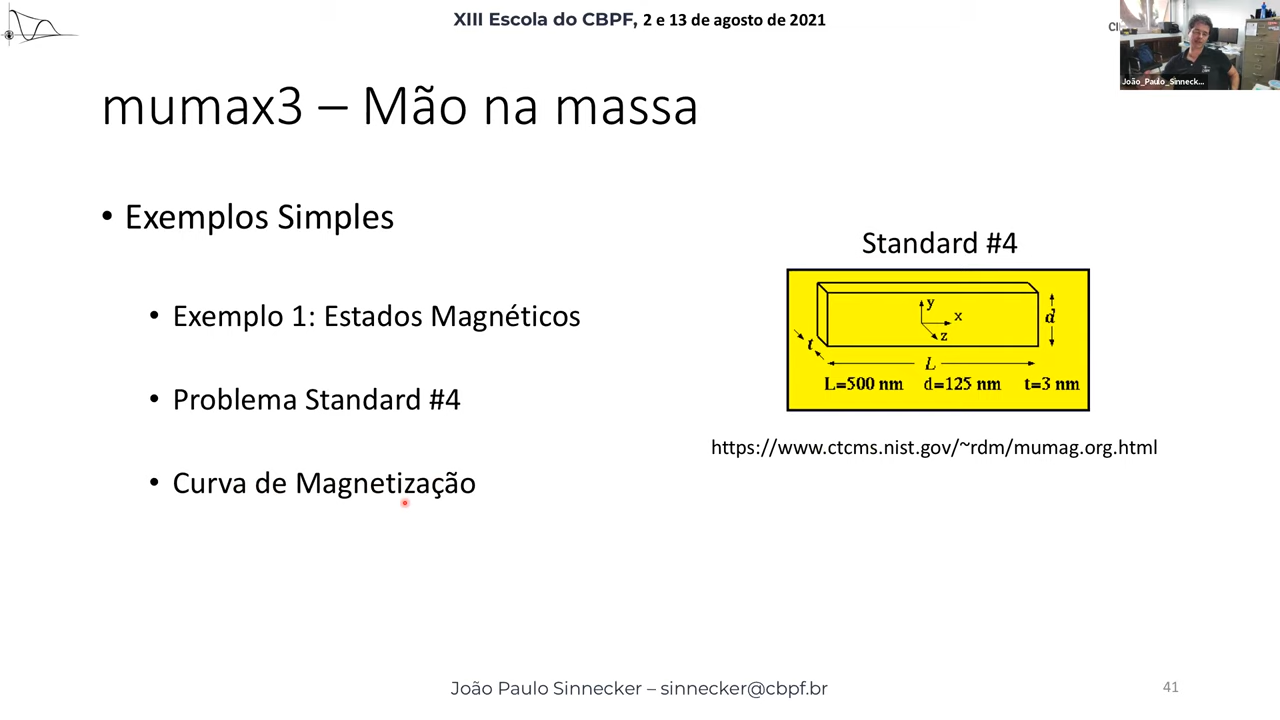 XIII Escola do CBPF, 2 e 13 de agosto de 2021
João_Paulo_Sinneck...
mumax3 – Mão na massa
• Exemplos Simples
• Exemplo 1: Estados Magnéticos
• Problema Standard #4
• Curva de Magnetização
Standard #4
y
x
z
d
t
L
L=500 nm d=125 nm t=3 nm
https://www.ctcms.nist.gov/~rdm/mumag.org.html
João Paulo Sinnecker – sinnecker@cbpf.br
41